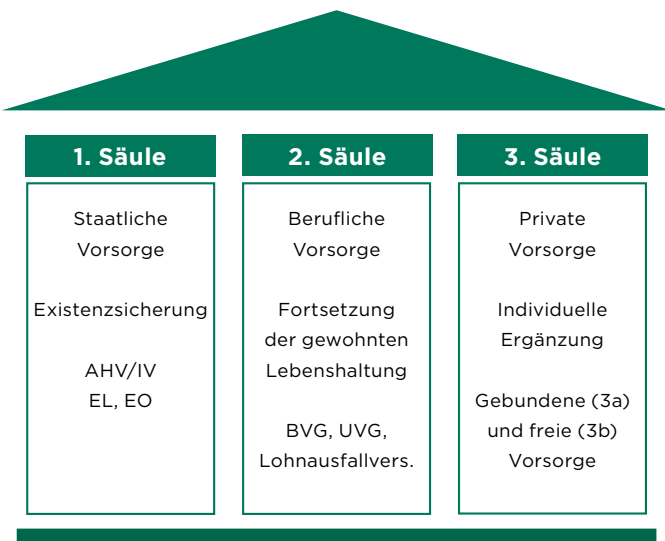 1. Säule
Staatliche
Vorsorge
Existenzsicherung
AHV/IV
EL, EO
2. Säule
Berufliche
Vorsorge
Fortsetzung
der gewohnten
Lebenshaltung
BVG, UVG,
Lohnausfallvers.
3. Säule
Private
Vorsorge
Individuelle
Ergänzung
Gebundene (3a)
und freie (3b)
Vorsorge